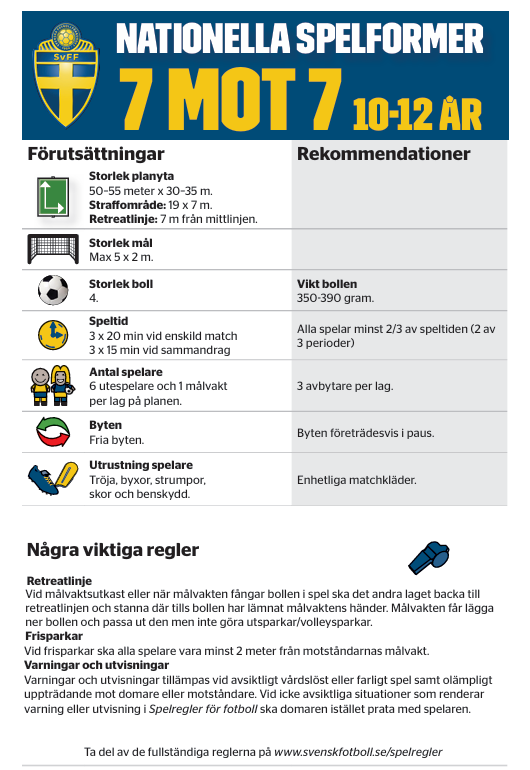 SvFF
NATIONELLA SPELFORMER
7 MOT 7 10-12 ÅR
Förutsättningar
Rekommendationer
Storlek planyta
50–55 meter x 30–35 m.
Straffområde: 19 x 7 m.
Retreatlinje: 7 m från mittlinjen.
Storlek mål
Max 5 x 2 m.
Storlek boll
4.
Vikt bollen
350-390 gram.
Speltid
3 x 20 min vid enskild match
3 x 15 min vid sammandrag
Alla spelar minst 2/3 av speltiden (2 av
3 perioder)
Antal spelare
6 utespelare och 1 målvakt
per lag på planen.
3 avbytare per lag.
Byten
Fria byten.
Byten företrädesvis i paus.
Utrustning spelare
Tröja, byxor, strumpor,
skor och benskydd.
Enhetliga matchkläder.
Några viktiga regler
Retreatlinje
Vid målvaktsutkast eller när målvakten fångar bollen i spel ska det andra laget backa till
retreatlinjen och stanna där tills bollen har lämnat målvaktens händer. Målvakten får lägga
ner bollen och passa ut den men inte göra utsparkar/volleysparkar.
Frisparkar
Vid frisparkar ska alla spelare vara minst 2 meter från motståndarnas målvakt.
Varningar och utvisningar
Varningar och utvisningar tillämpas vid avsiktligt vårdslöst eller farligt spel samt olämpligt
uppträdande mot domare eller motståndare. Vid icke avsiktliga situationer som renderar
varning eller utvisning i Spelregler för fotboll ska domaren istället prata med spelaren.
Ta del av de fullständiga reglerna på www.svenskfotboll.se/spelregler